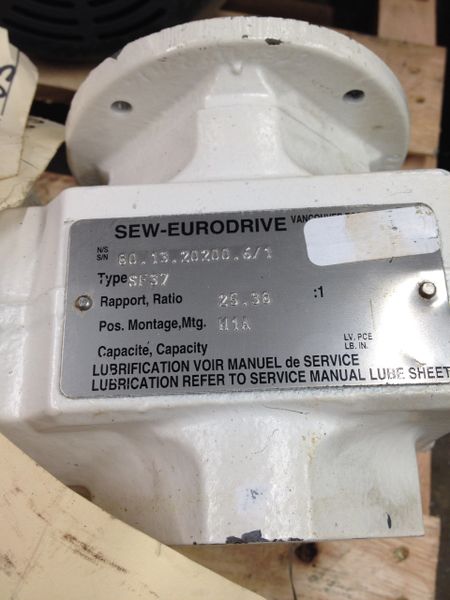 SEW-EURODRIVE
N/S
S/N 80.13.20200.6/1
Type SF37
Rapport, Ratio 25.38 :1
Pos. Montage,Mtg. M1A
LV. PCE
LB. IN.
Capacite, Capacity
LUBRIFICATION VOIR MANUEL de SERVICE
LUBRICATION REFER TO SERVICE MANUAL LUBE SHEET